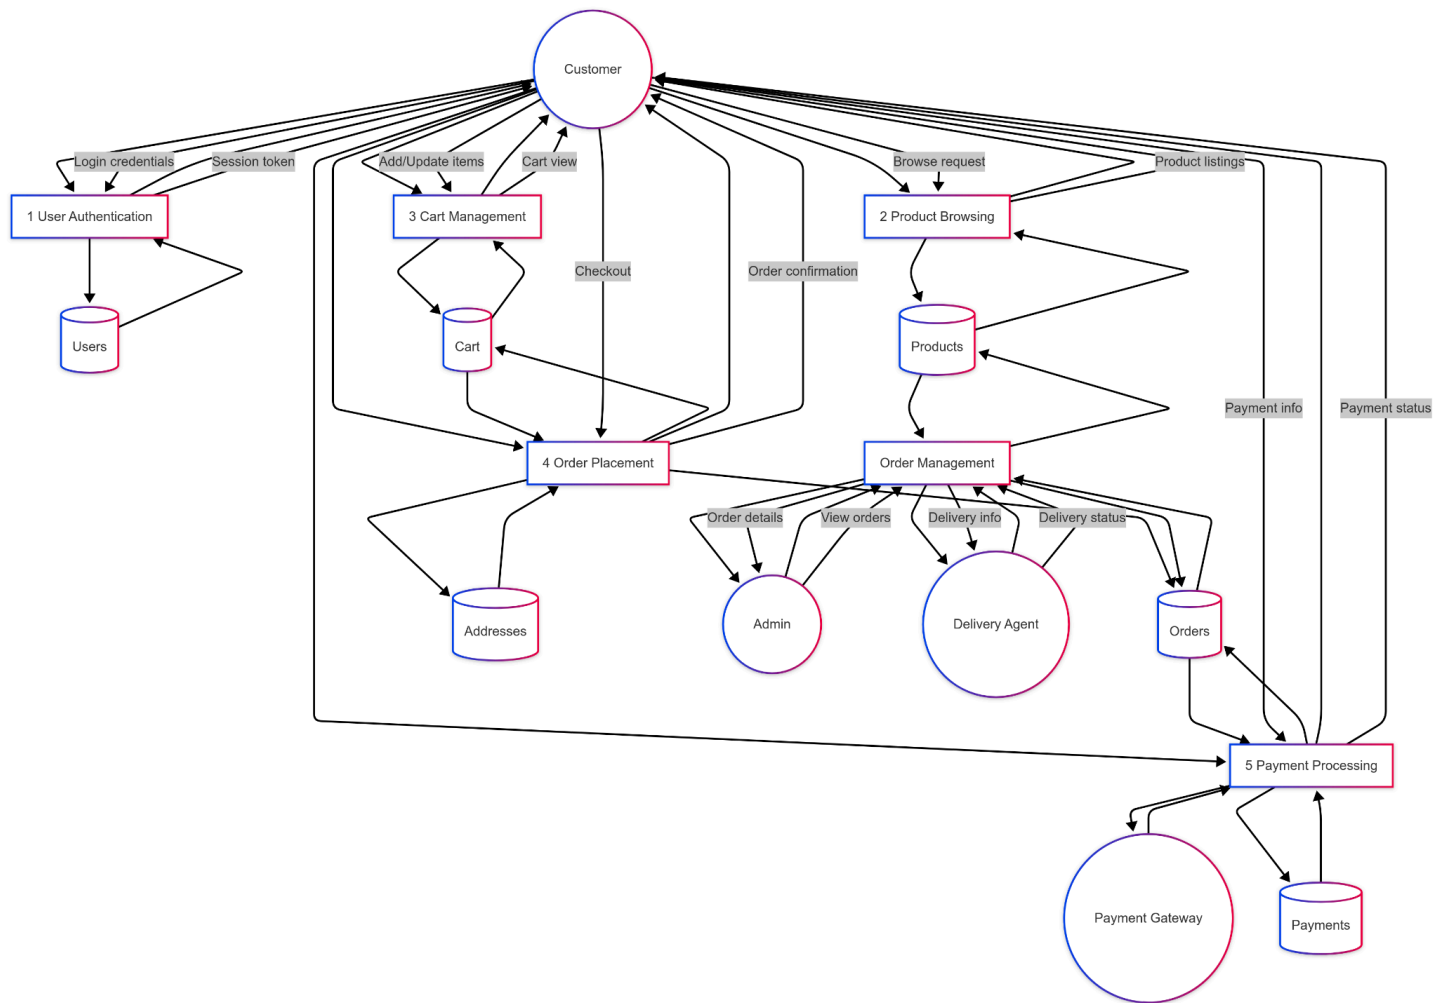 Customer
Login credentials
Session token
Add/Update items
Cart view
Browse request
Product listings
1 User Authentication
3 Cart Management
2 Product Browsing
Checkout
Order confirmation
Users
Cart
Products
Payment info
Payment status
4 Order Placement
Order Management
Order details
View orders
Delivery info
Delivery status
Addresses
Admin
Delivery Agent
Orders
5 Payment Processing
Payment Gateway
Payments